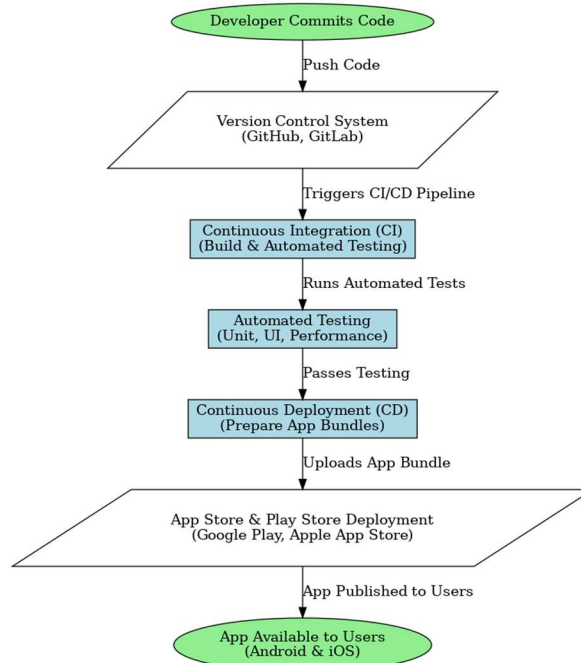 Developer Commits Code
Push Code
Version Control System
(GitHub, GitLab)
Triggers CI/CD Pipeline
Continuous Integration (CI)
(Build & Automated Testing)
Runs Automated Tests
Automated Testing
(Unit, UI, Performance)
Passes Testing
Continuous Deployment (CD)
(Prepare App Bundles)
Uploads App Bundle
App Store & Play Store Deployment
(Google Play, Apple App Store)
App Published to Users
App Available to Users
(Android & iOS)